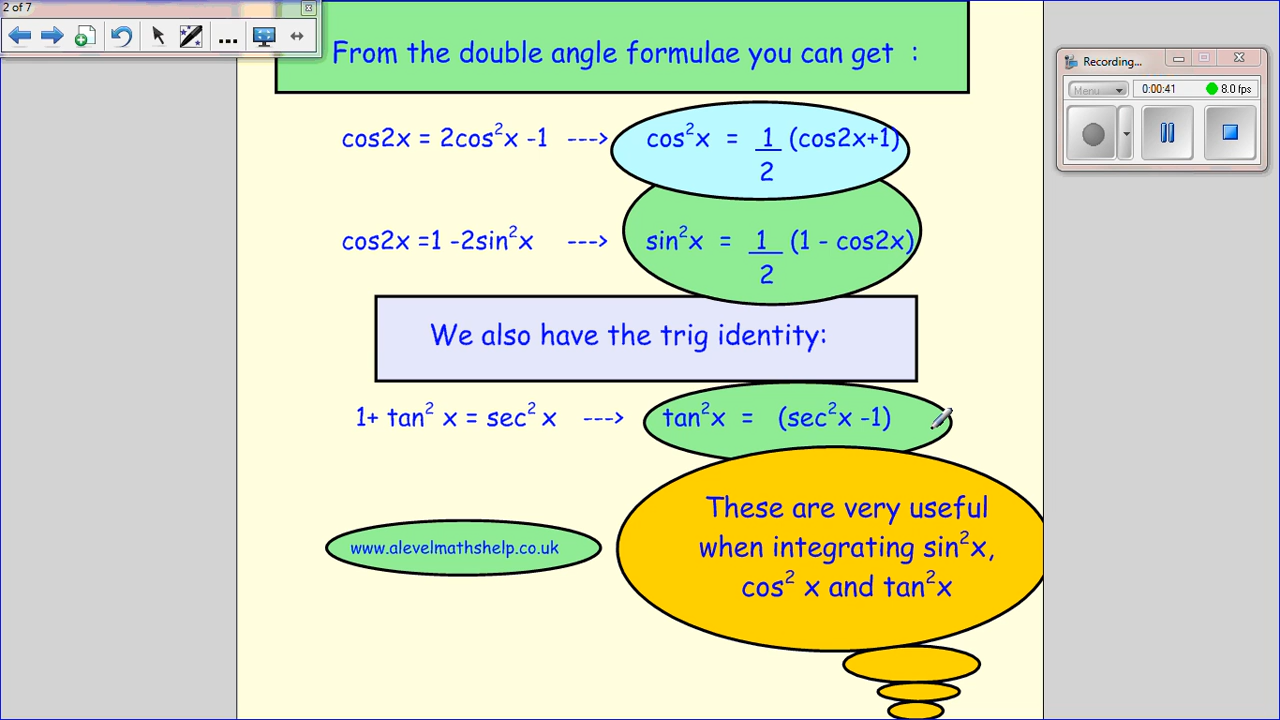 2 of 7
From the double angle formulae you can get :
Recording...
Menu
0:00:41
8.0 fps
cos2x = 2cos²x -1 ---> cos²x = 1 (cos2x+1)
2
cos2x =1 -2sin²x ---> sin²x = 1 (1 - cos2x)
2
We also have the trig identity:
1+ tan² x = sec² x ---> tan²x = (sec²x -1)
These are very useful
when integrating sin²x,
cos² x and tan²x
www.alevelmathshelp.co.uk